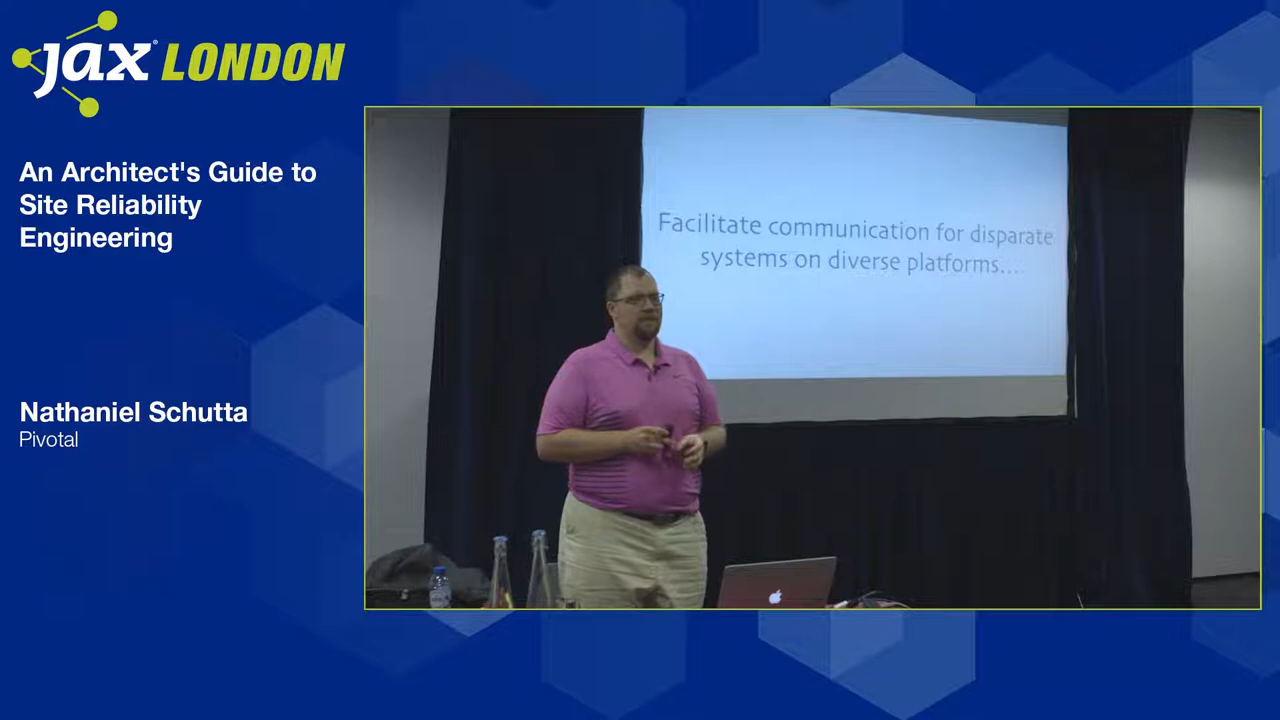 jax LONDON
An Architect's Guide to
Site Reliability
Engineering
Nathaniel Schutta
Pivotal
Facilitate communication for disparate
systems on diverse platforms...